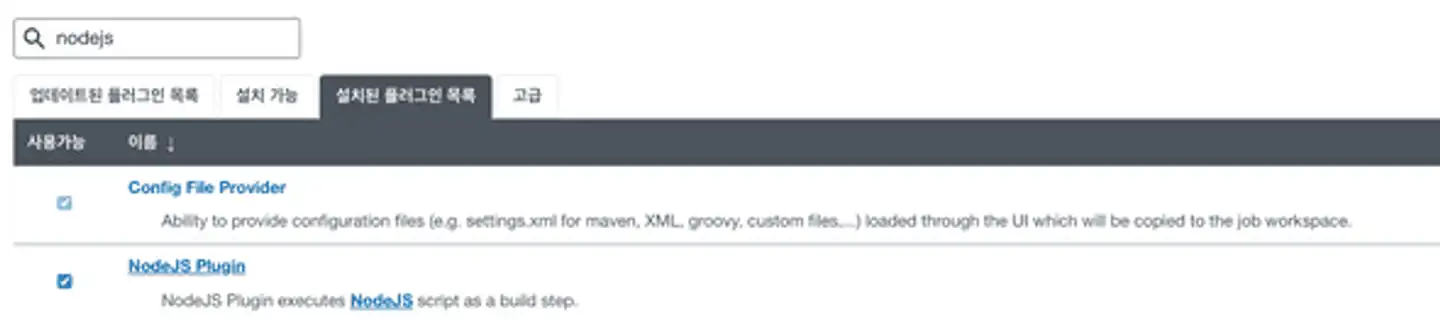 nodejs
업데이트된 플러그인 목록 설치 가능 설치된 플러그인 목록 고급
사용가능 이름 ↓
Config File Provider
Ability to provide configuration files (e.g. settings.xml for maven, XML, groovy, custom files,...) loaded through the UI which will be copied to the job workspace.
NodeJS Plugin
NodeJS Plugin executes NodeJS script as a build step.